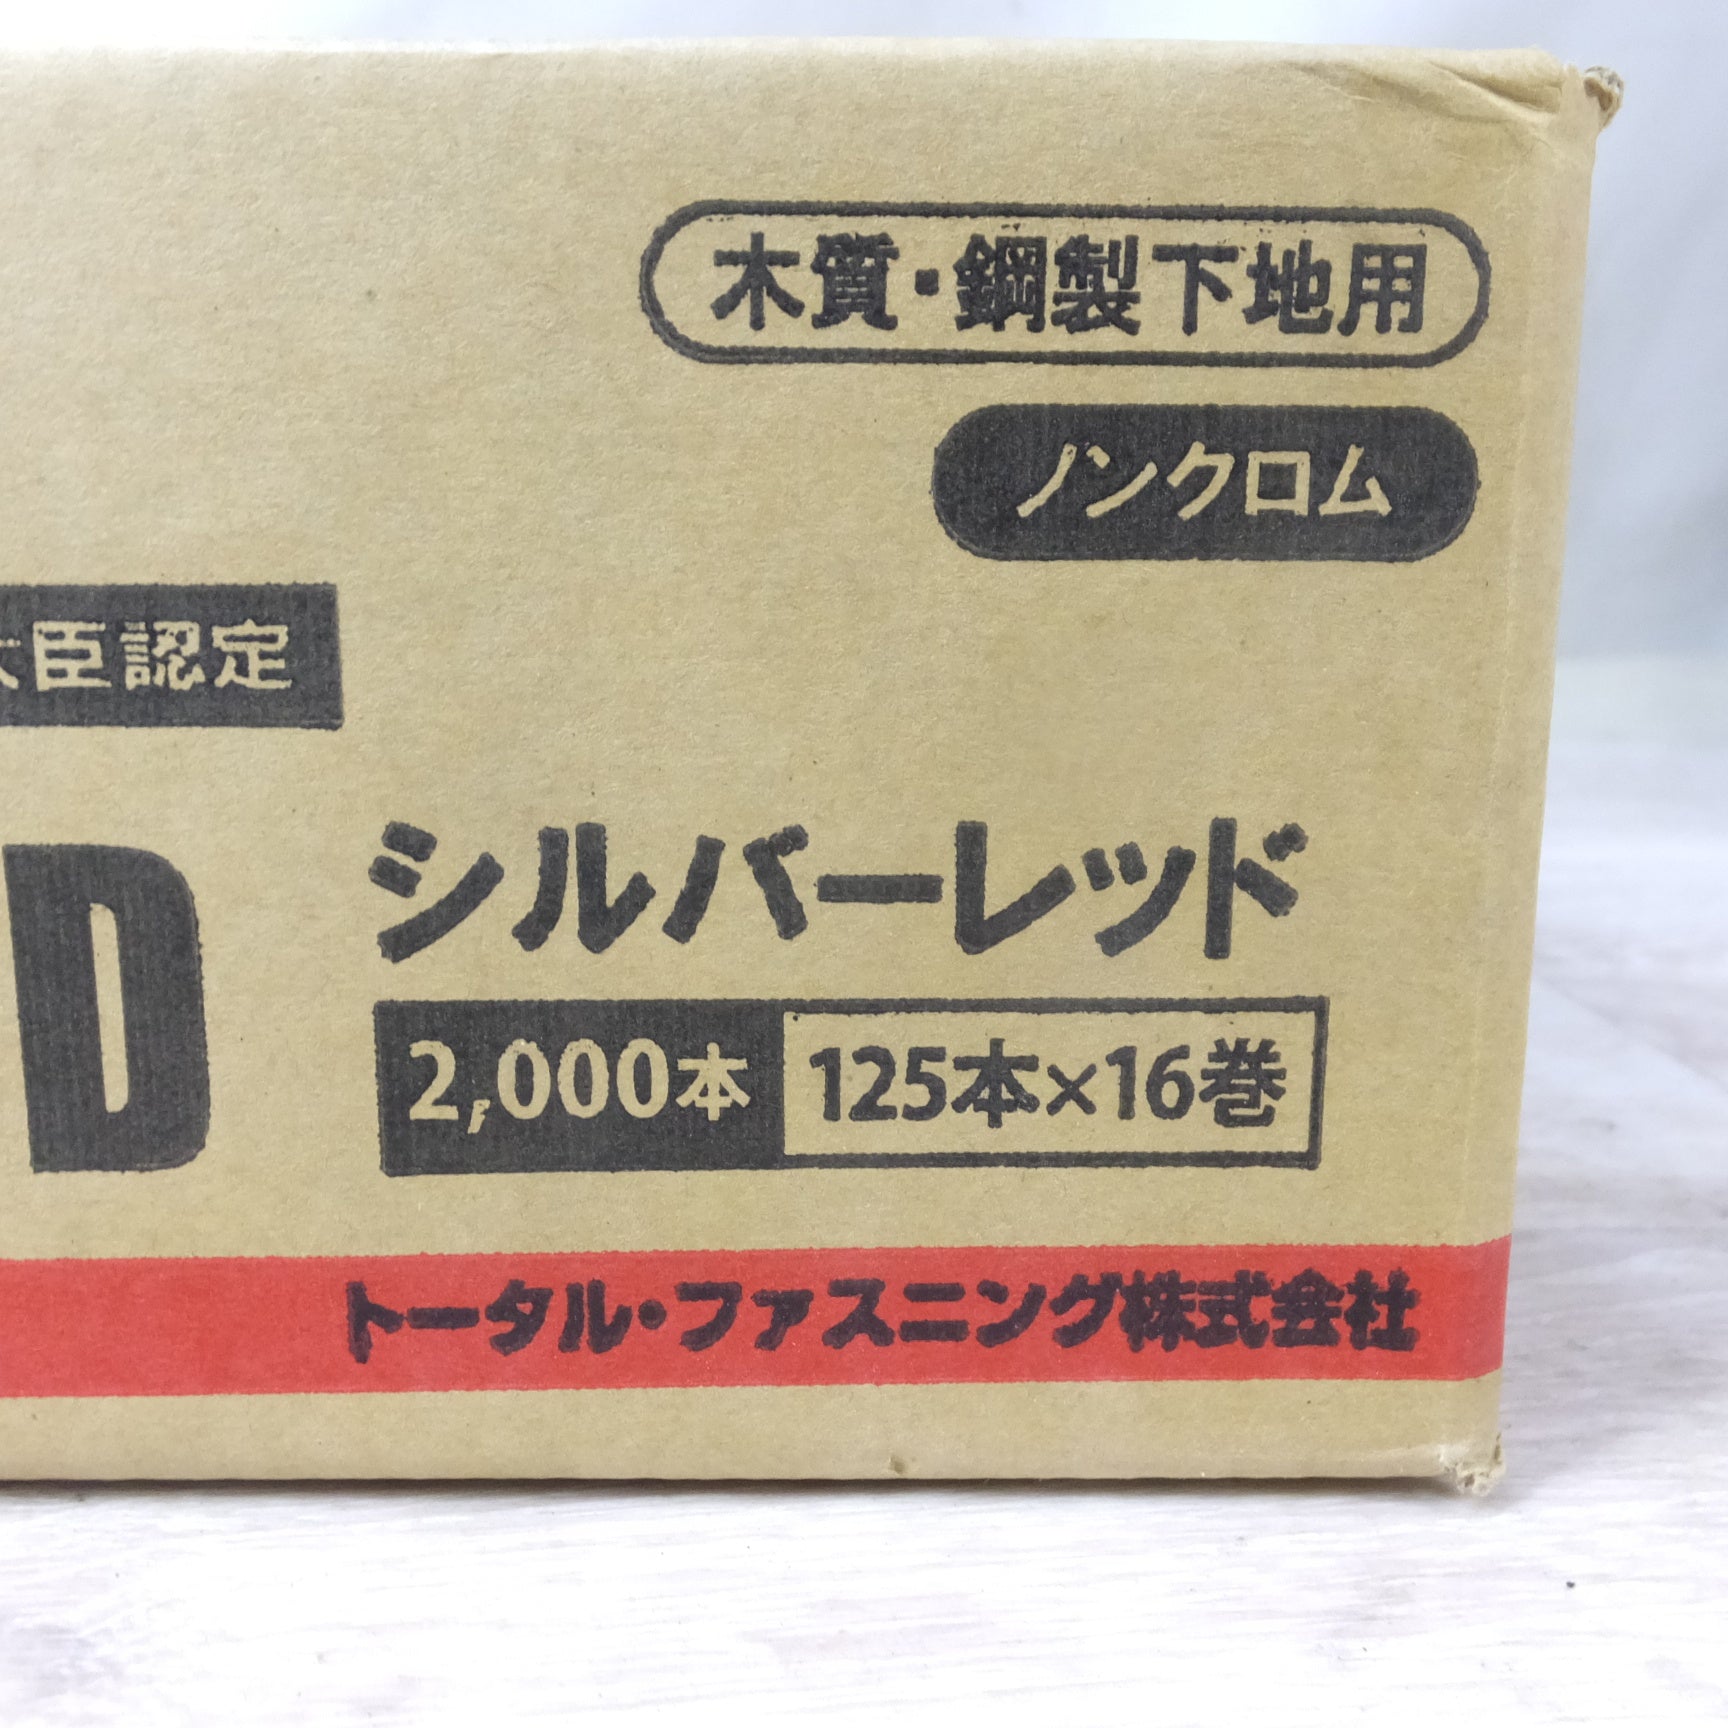 木質・鋼製下地用
ノンクロム
大臣認定
D シルバーレッド
2,000本 125本×16巻
トータル・ファスニング株式会社